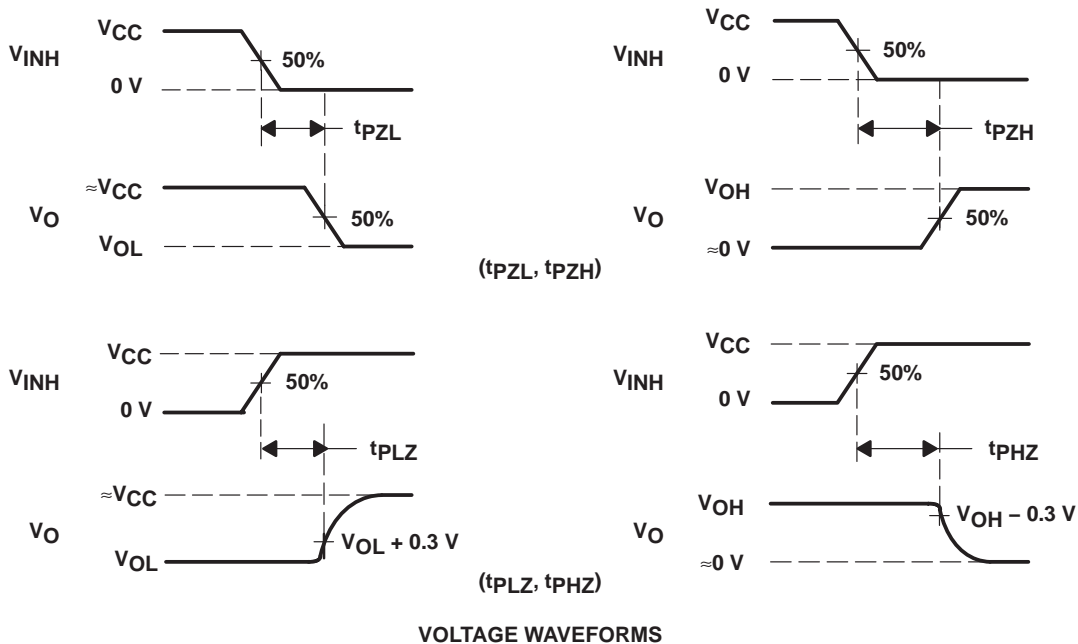 VCC
VINH
50%
0 V
tPZL
≈VCC
VO
50%
VOL
VCC
VINH
50%
0 V
tPZH
VOH
VO
50%
≈0 V
(tPZL, tPZH)
VCC
VINH
50%
0 V
tPLZ
≈VCC
VO
VOL + 0.3 V
VOL
VCC
VINH
50%
0 V
tPHZ
VOH
VOH – 0.3 V
VO
≈0 V
(tPLZ, tPHZ)
VOLTAGE WAVEFORMS